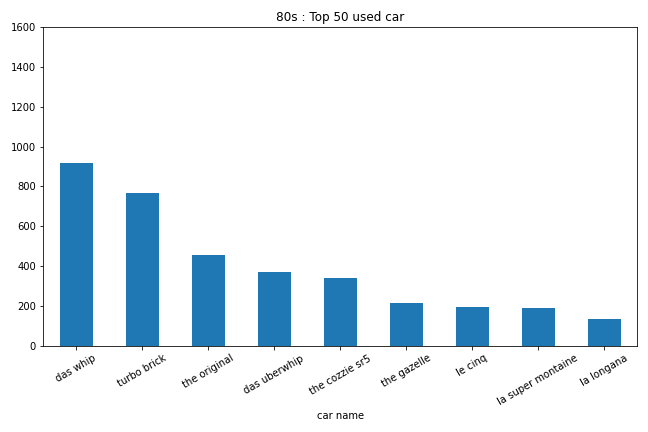 80s : Top 50 used car
1600
1400
1200
1000
800
600
400
200
0
das whip
turbo brick
the original
das uberwhip
the cozzie sr5
the gazelle
le cinq
la super montaine
la longana
car name